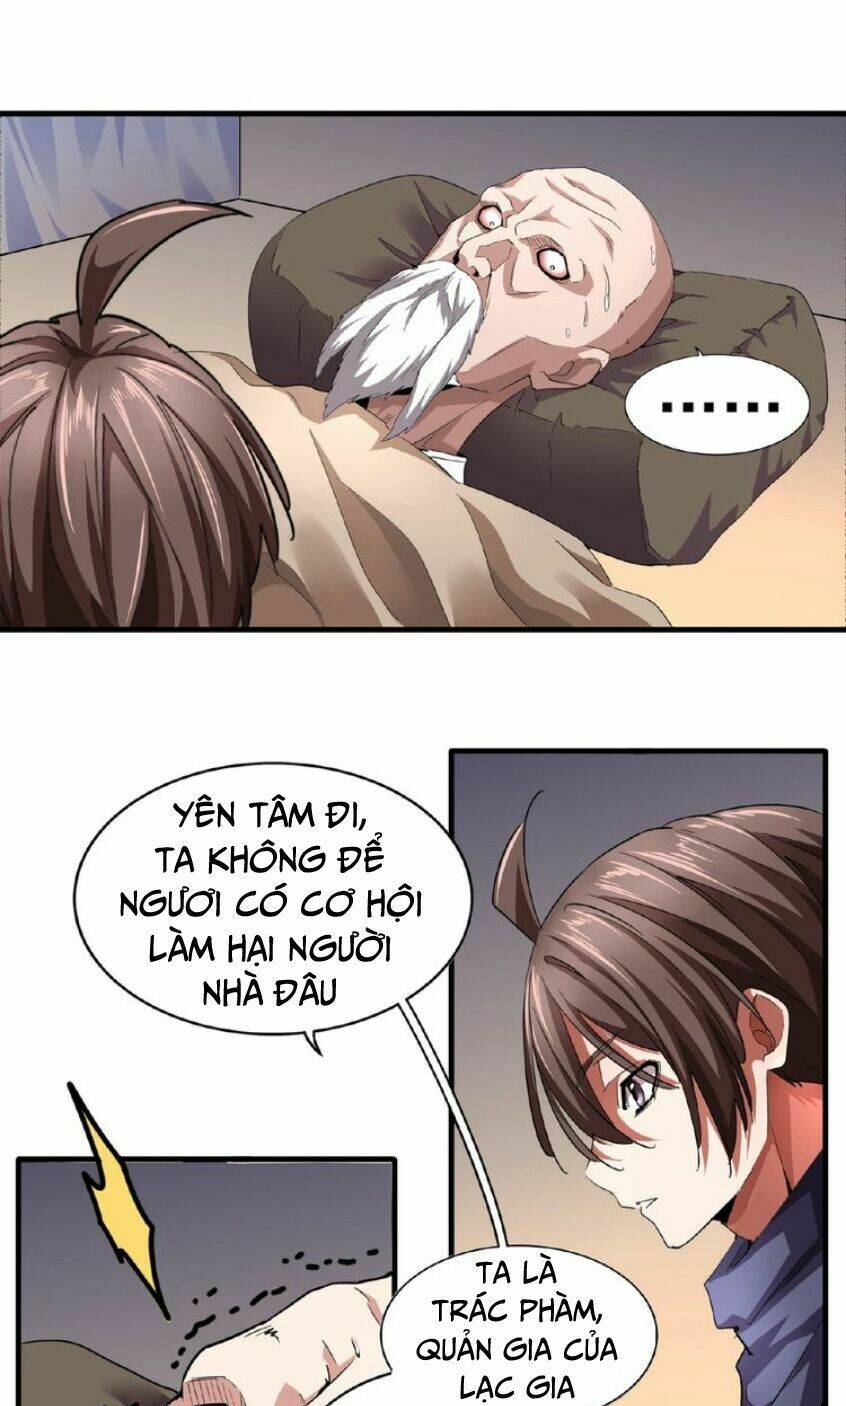 ......
YÊN TÂM ĐI,
TA KHÔNG ĐỂ
NGƯƠI CÓ CƠ HỘI
LÀM HẠI NGƯỜI
NHÀ ĐÂU
TA LÀ
TRÁC PHÀM,
QUẢN GIA CỦA
LẠC GIA